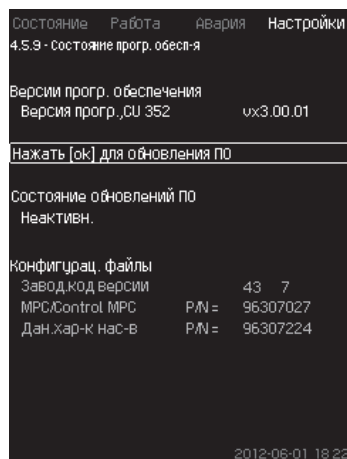 Состояние Работа Авария Настройки
4.5.9 - Состояние прогр. обесп-я
Версии прогр. обеспечения
Версия прогр.,CU 352 vx3.00.01
Нажать [ok] для обновления ПО
Состояние обновлений ПО
Неактивн.
Конфигурац. файлы
Завод.код версии 43 7
MPC/Control MPC P/N = 96307027
Дан.хар-к нас-в P/N = 96307224
2012-06-01 18:22